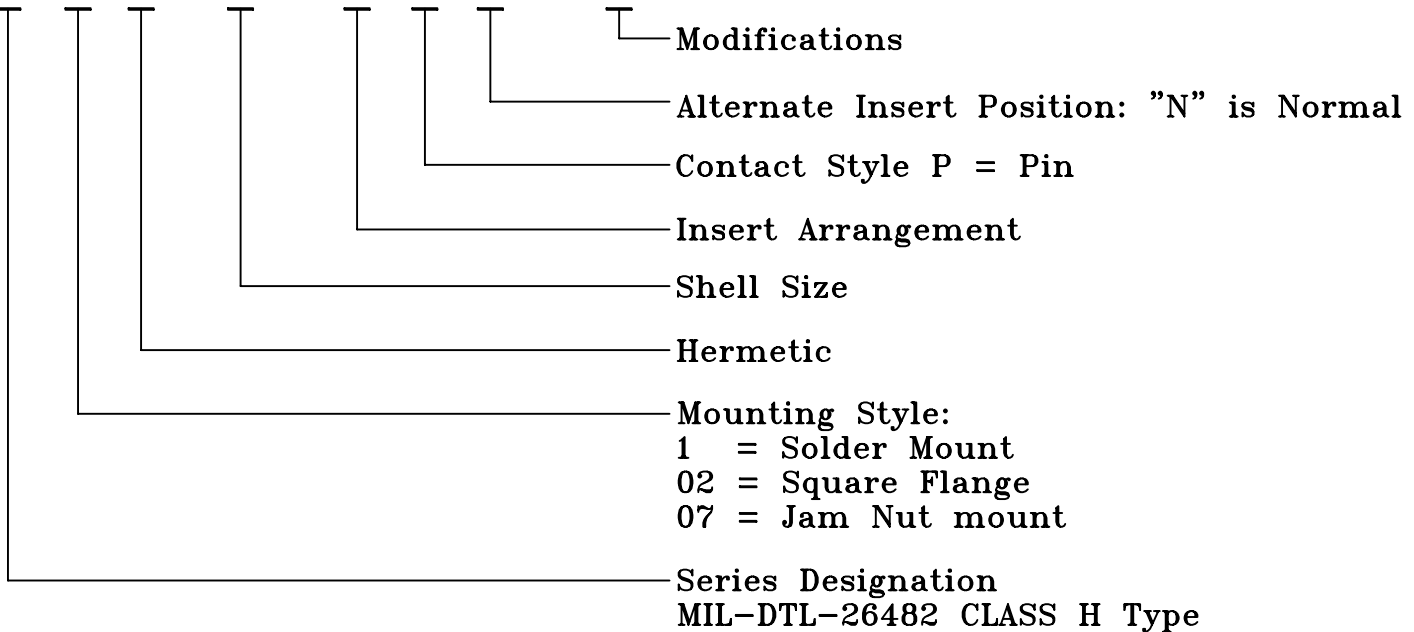 Modifications
Alternate Insert Position: ”N” is Normal
Contact Style P = Pin
Insert Arrangement
Shell Size
Hermetic
Mounting Style:
1 = Solder Mount
02 = Square Flange
07 = Jam Nut mount
Series Designation
MIL-DTL-26482 CLASS H Type